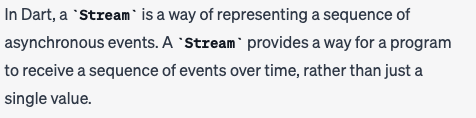 In Dart, a `Stream` is a way of representing a sequence of
asynchronous events. A `Stream` provides a way for a program
to receive a sequence of events over time, rather than just a
single value.